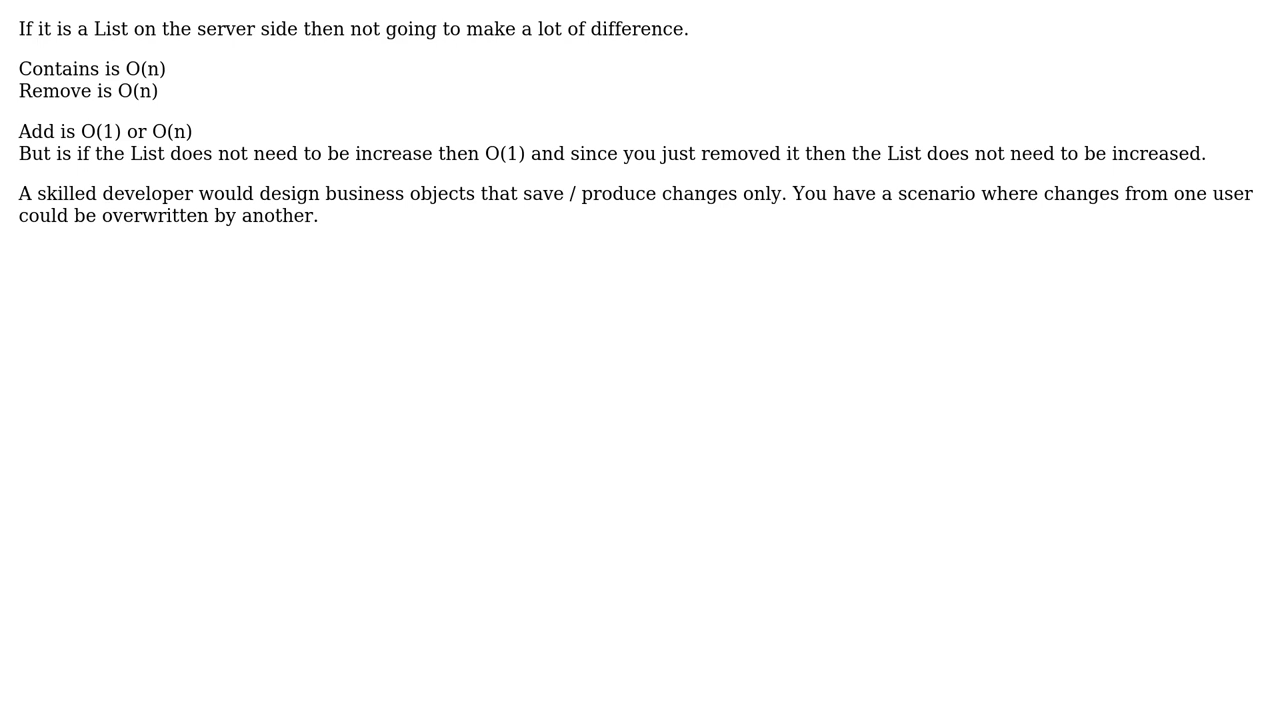 If it is a List on the server side then not going to make a lot of difference.
Contains is O(n)
Remove is O(n)
Add is O(1) or O(n)
But is if the List does not need to be increase then O(1) and since you just removed it then the List does not need to be increased.
A skilled developer would design business objects that save / produce changes only. You have a scenario where changes from one user
could be overwritten by another.